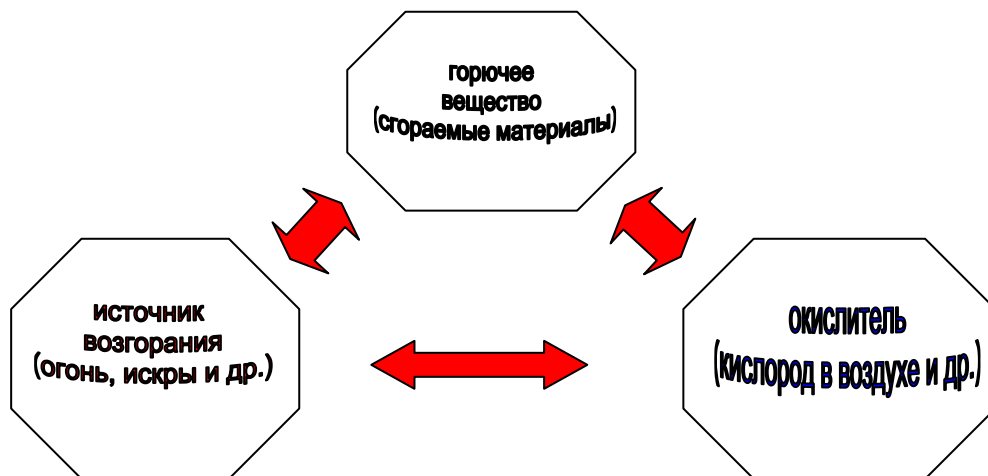 горючее
вещество
(сгораемые материалы)
источник
возгорания
(огонь, искры и др.)
окислитель
(кислород в воздухе и др.)